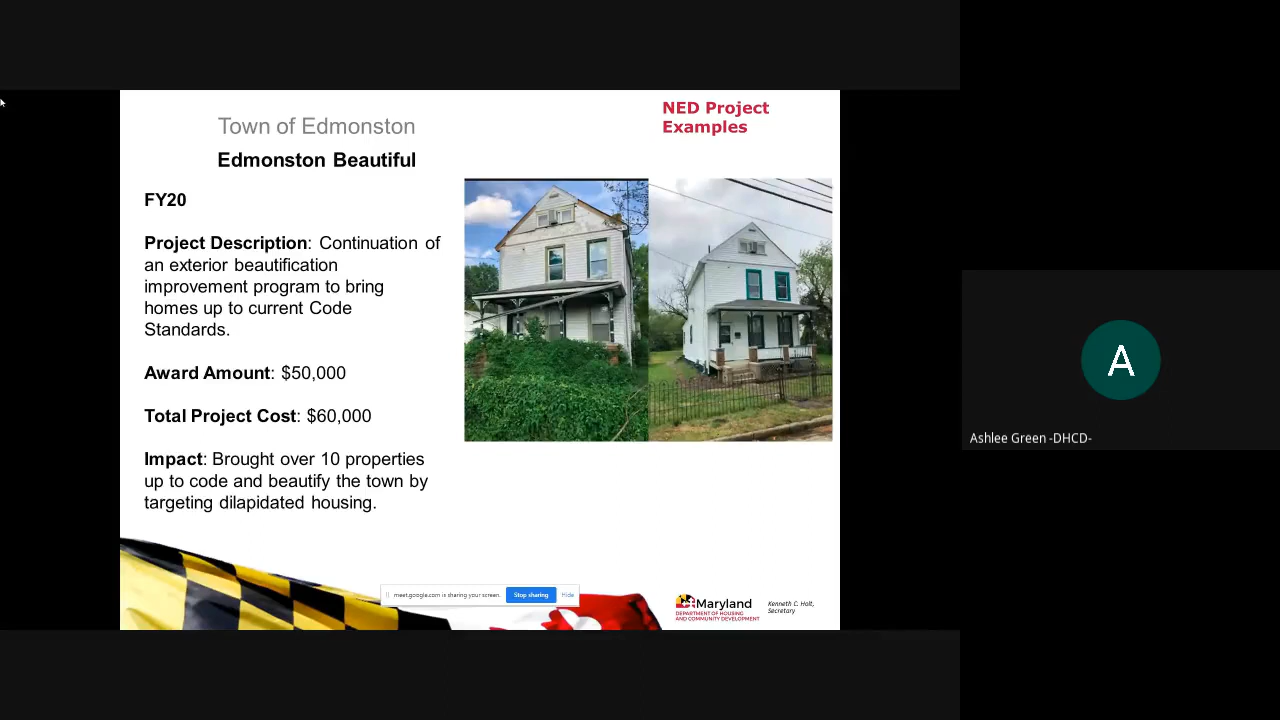 Town of Edmonston
NED Project
Examples
Edmonston Beautiful
FY20
Project Description: Continuation of
an exterior beautification
improvement program to bring
homes up to current Code
Standards.
Award Amount: $50,000
Total Project Cost: $60,000
Impact: Brought over 10 properties
up to code and beautify the town by
targeting dilapidated housing.
meet.google.com is sharing your screen.
Stop sharing
Hide
Maryland
DEPARTMENT OF HOUSING
AND COMMUNITY DEVELOPMENT
Kenneth C. Holt,
Secretary
A
Ashlee Green -DHCD-